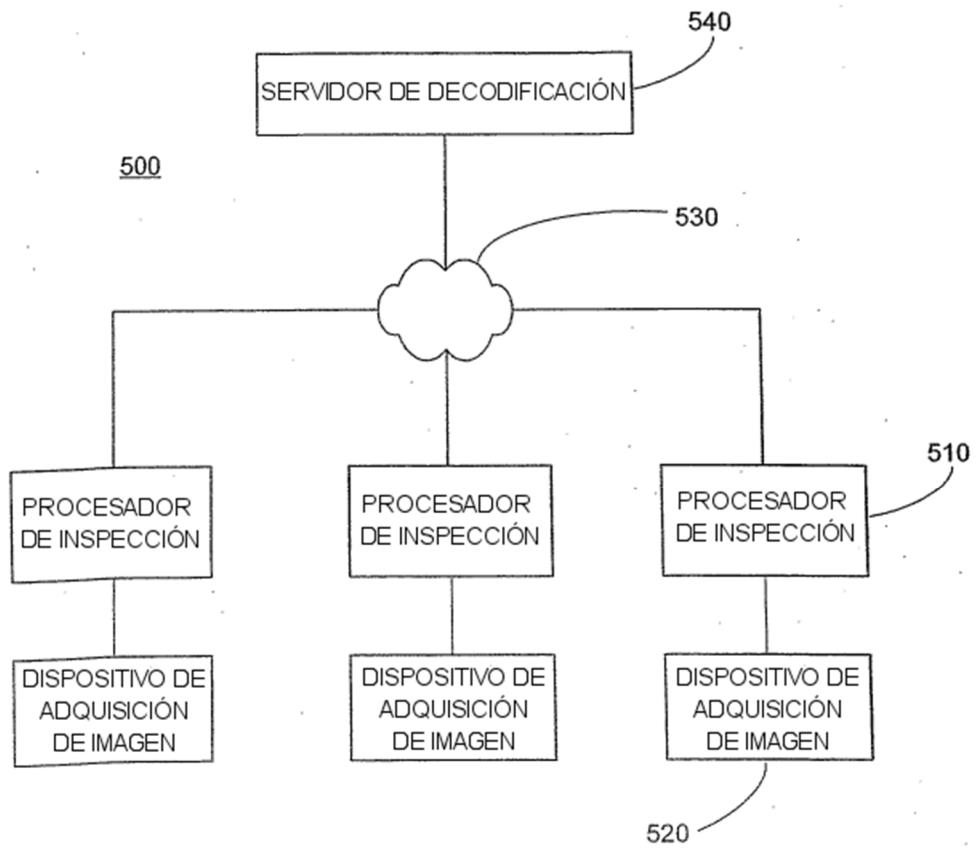 540
SERVIDOR DE DECODIFICACIÓN
500
530
510
PROCESADOR
DE INSPECCIÓN
PROCESADOR
DE INSPECCIÓN
PROCESADOR
DE INSPECCIÓN
DISPOSITIVO DE
ADQUISICIÓN
DE IMAGEN
DISPOSITIVO DE
ADQUISICIÓN
DE IMAGEN
DISPOSITIVO DE
ADQUISICIÓN
DE IMAGEN
520